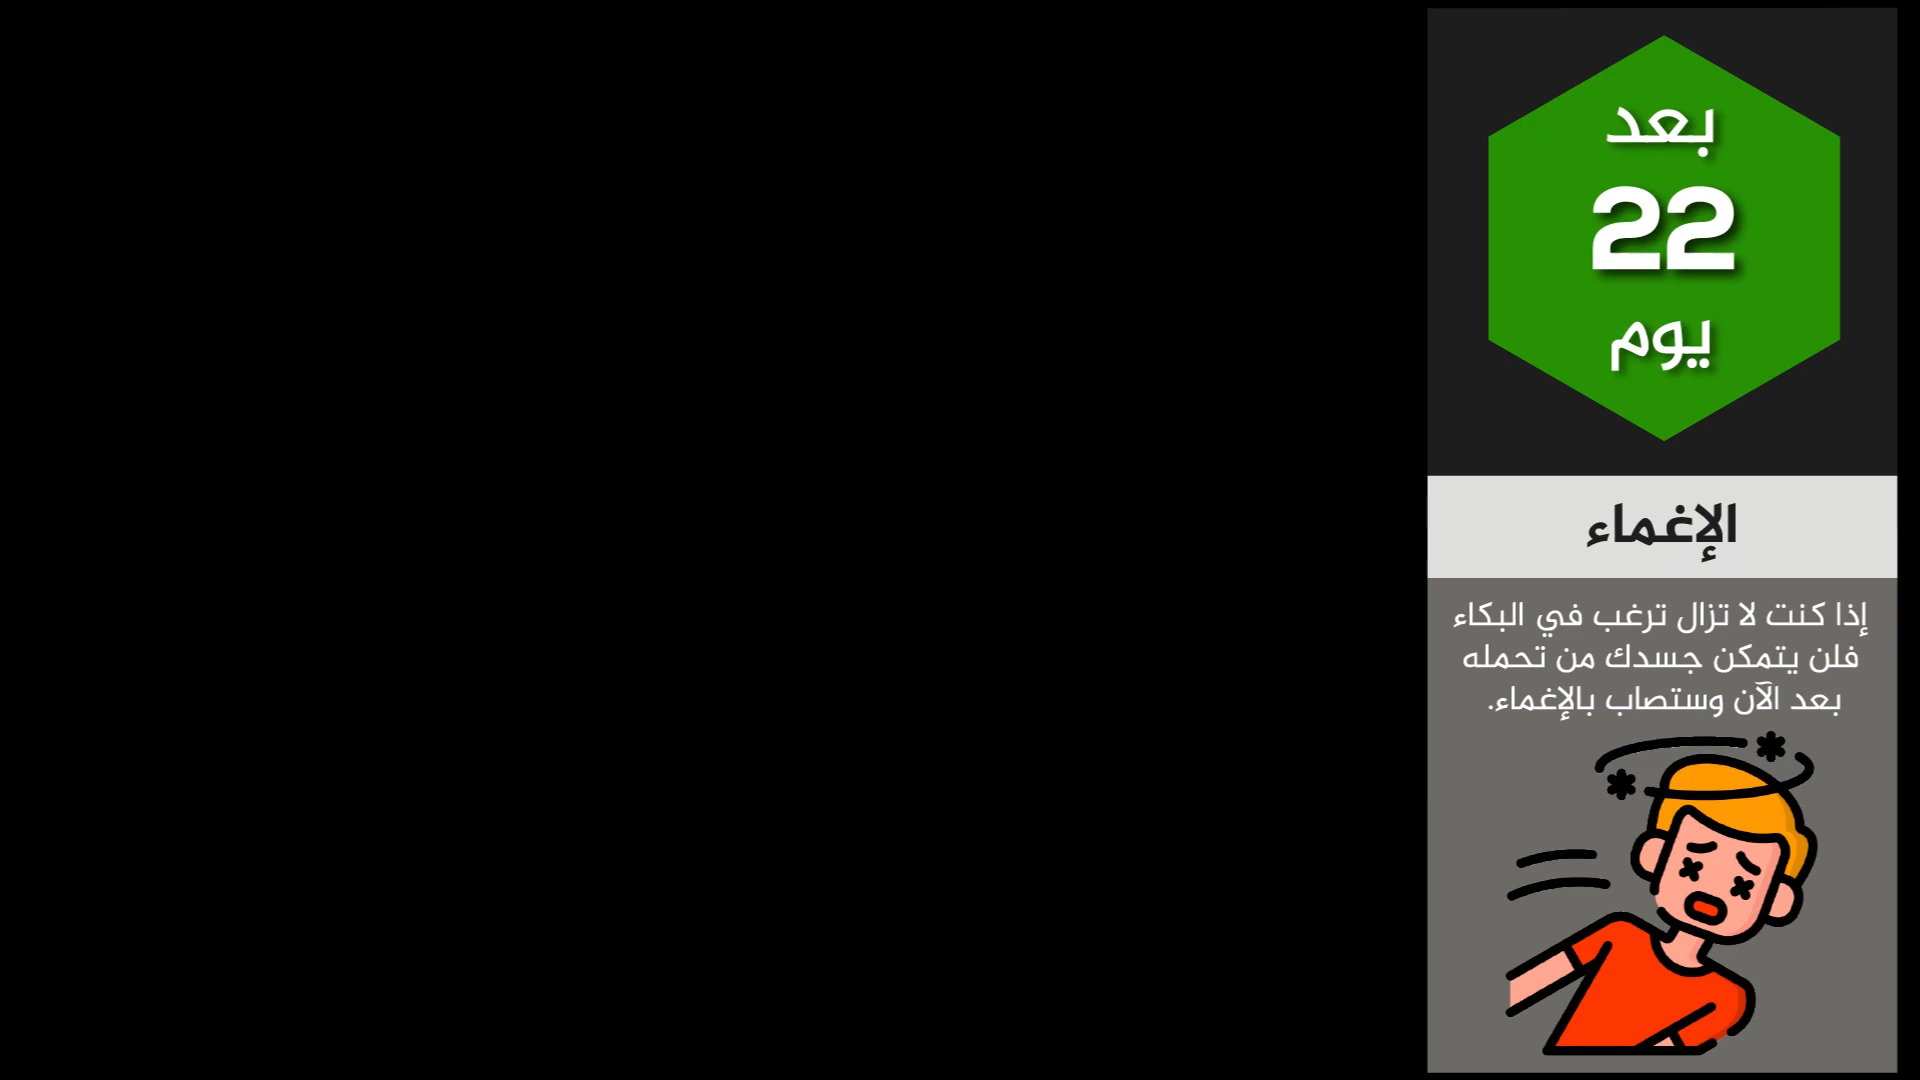 بعد
22
يوم
الإغماء
إذا كنت لا تزال ترغب في البكاء
فلن يتمكن جسدك من تحمله
بعد الآن وستصاب بالإغماء.